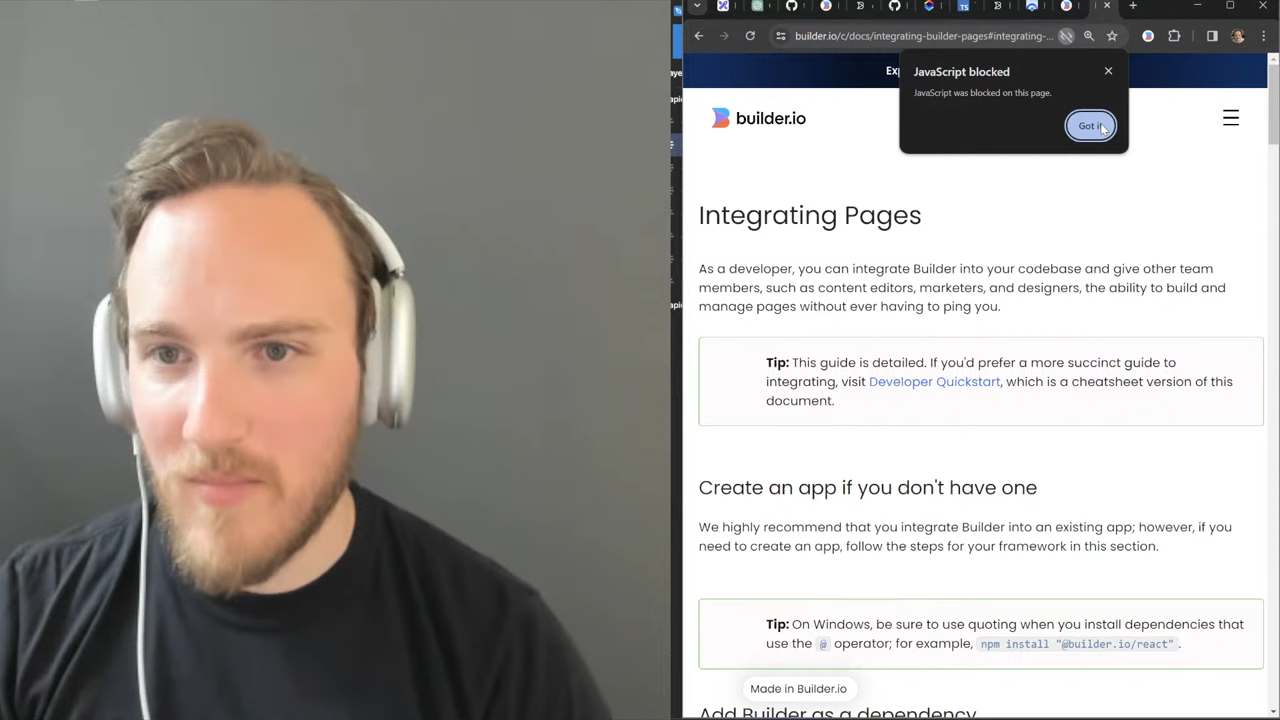 builder.io/c/docs/integrating-builder-pages#integrating-...
JavaScript blocked
JavaScript was blocked on this page.
Got it
builder.io
Integrating Pages
As a developer, you can integrate Builder into your codebase and give other team
members, such as content editors, marketers, and designers, the ability to build and
manage pages without ever having to ping you.
Tip: This guide is detailed. If you'd prefer a more succinct guide to
integrating, visit Developer Quickstart, which is a cheatsheet version of this
document.
Create an app if you don't have one
We highly recommend that you integrate Builder into an existing app; however, if you
need to create an app, follow the steps for your framework in this section.
Tip: On Windows, be sure to use quoting when you install dependencies that
use the @ operator; for example, npm install "@builder.io/react".
Made in Builder.io
Add Builder as a dependency